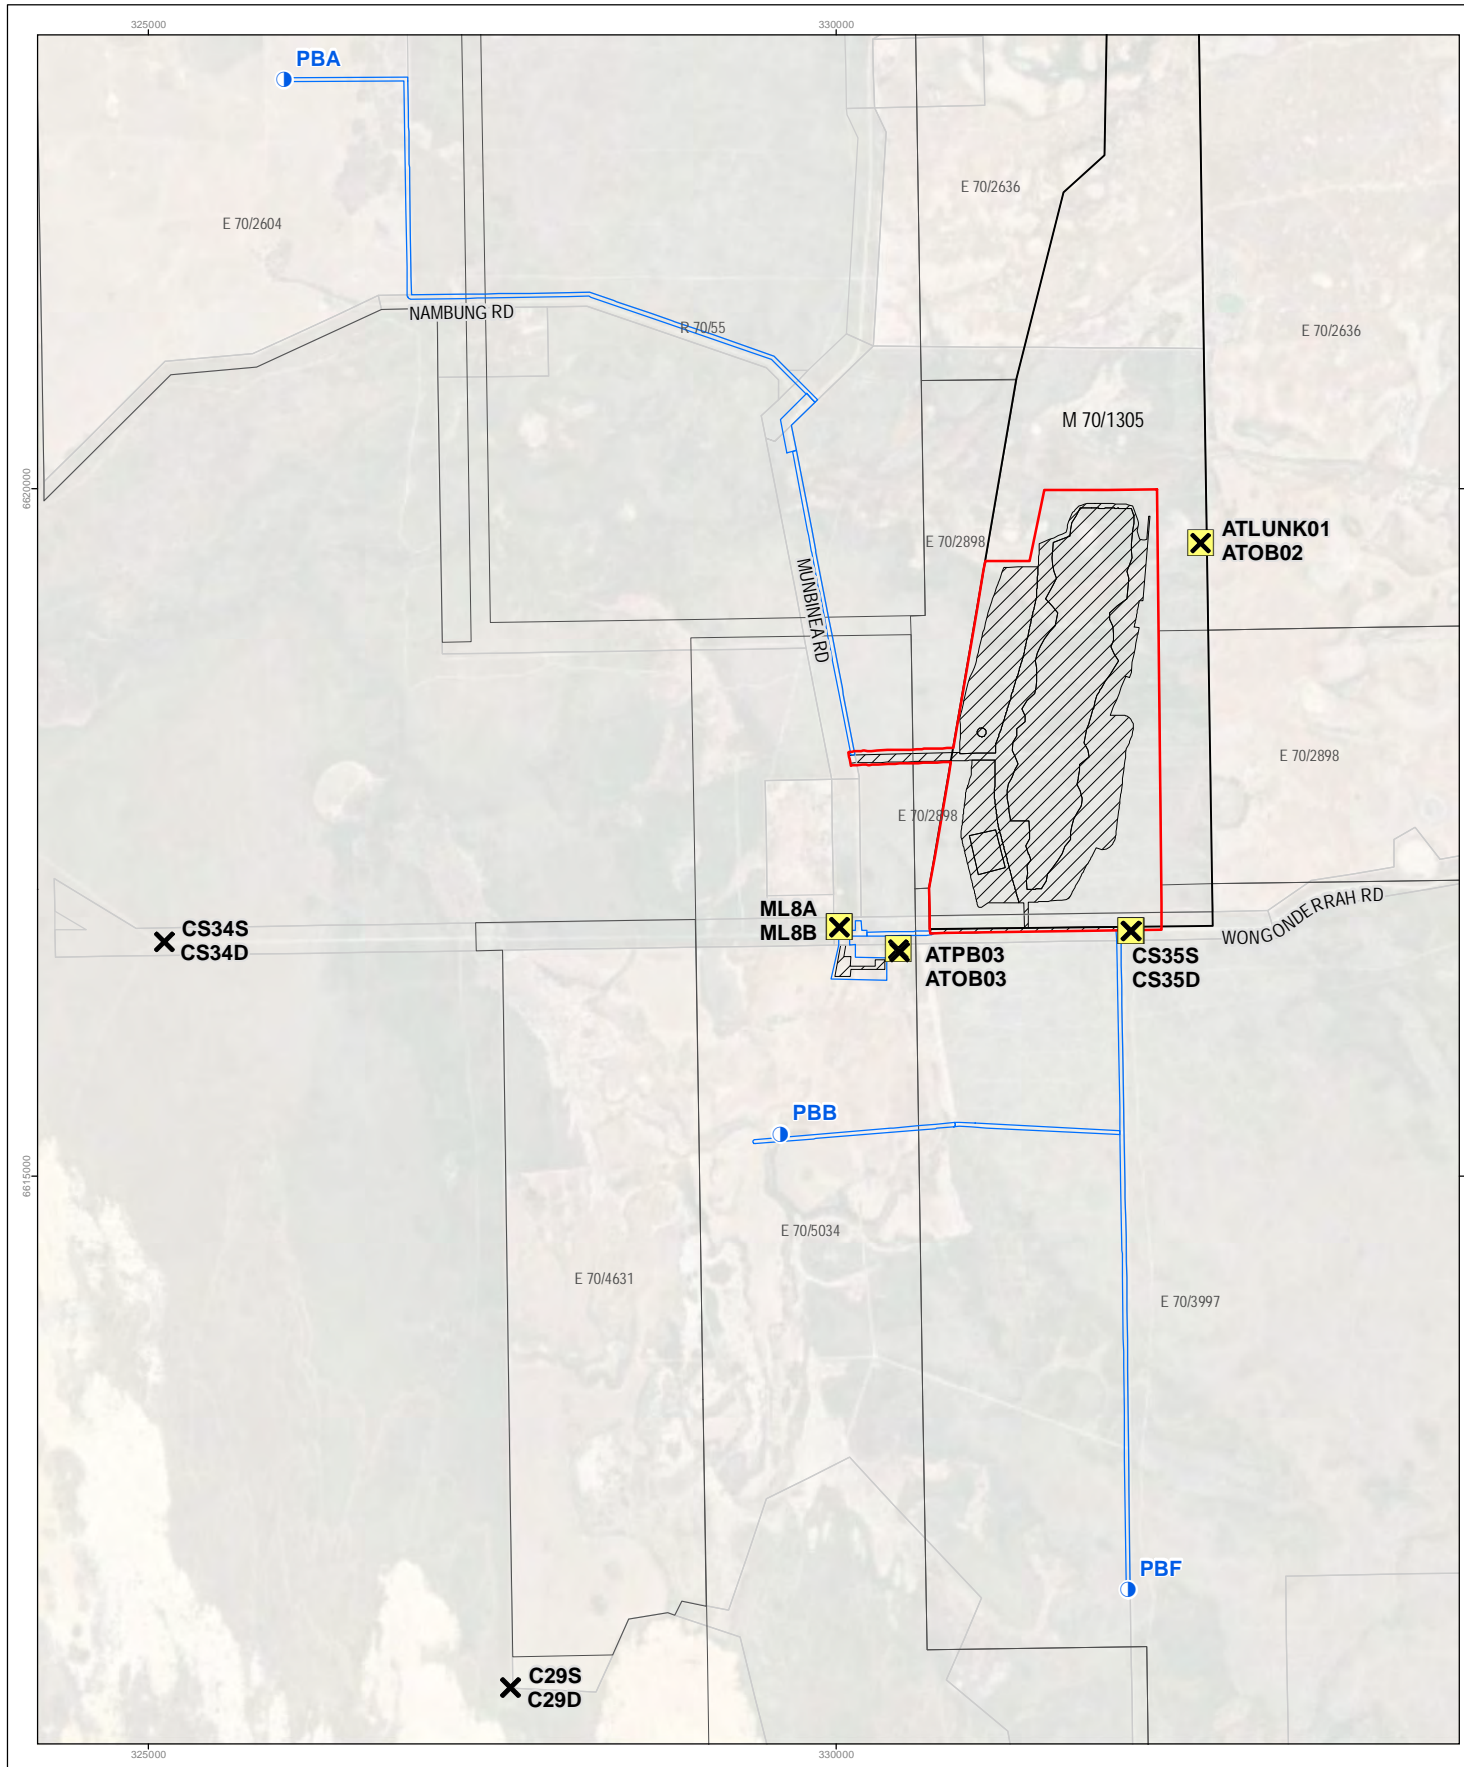 325000
330000
PBA
E 70/2636
E 70/2604
NAMBUNG RD
R 70/55
E 70/2636
M 70/1305
6620000
ATLUNK01
ATOB02
E 70/2898
MUNBINEA RD
E 70/2898
E 70/2898
WONGONDERRAH RD
ML8A
ML8B
CS34S
CS34D
ATPB03
ATOB03
CS35S
CS35D
PBB
6615000
E 70/5034
E 70/4631
E 70/3997
PBF
C29S
C29D
325000
330000